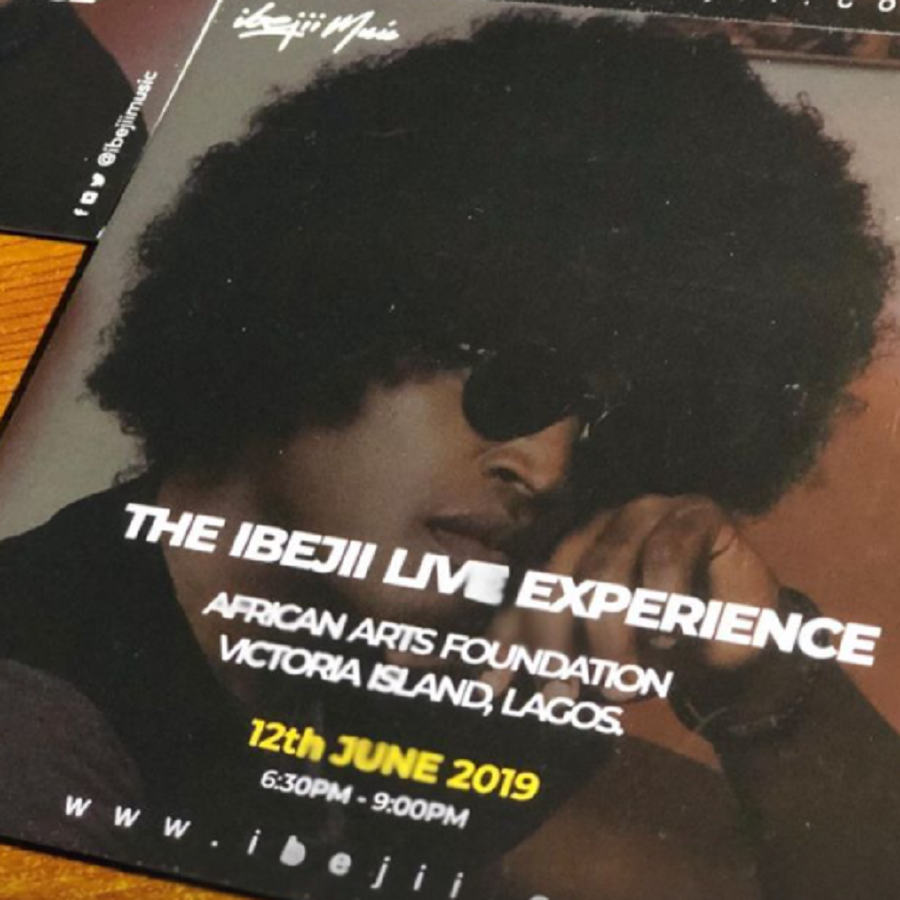 ibejii Music
@ibejiimusic
THE IBEJII LIVE EXPERIENCE
AFRICAN ARTS FOUNDATION
VICTORIA ISLAND, LAGOS.
12th JUNE 2019
6:30PM - 9:00PM
www.ibejii